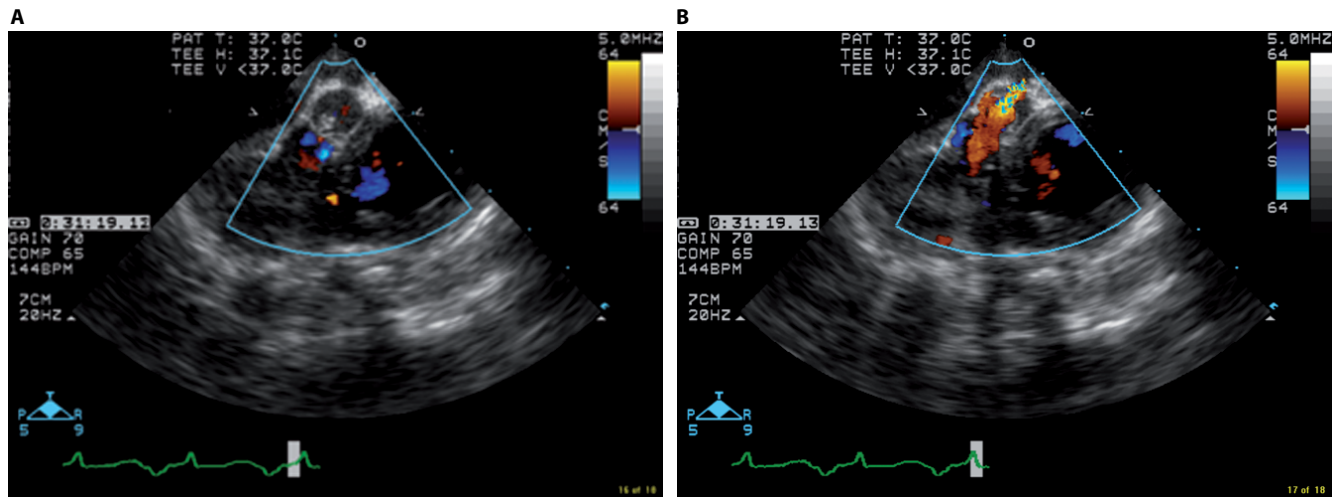 A
PAT T: 37.0C
TEE H: 37.1C
TEE V <37.0C
5.0MHZ
64
C
M
/
S
64
0:31:19.13
GAIN 70
COMP 65
144BPM
7CM
20HZ
T
P R
5 9
16 of 18
B
PAT T: 37.0C
TEE H: 37.1C
TEE V <37.0C
5.0MHZ
64
C
M
/
S
64
0:31:19.13
GAIN 70
COMP 65
144BPM
7CM
20HZ
T
P R
5 9
17 of 18